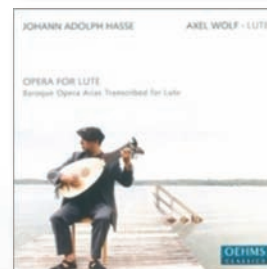 JOHANN ADOLPH HASSE
AXEL WOLF - LUTE
OPERA FOR LUTE
Baroque Opera Arias Transcribed for Lute
OEHMS
CLASSICS